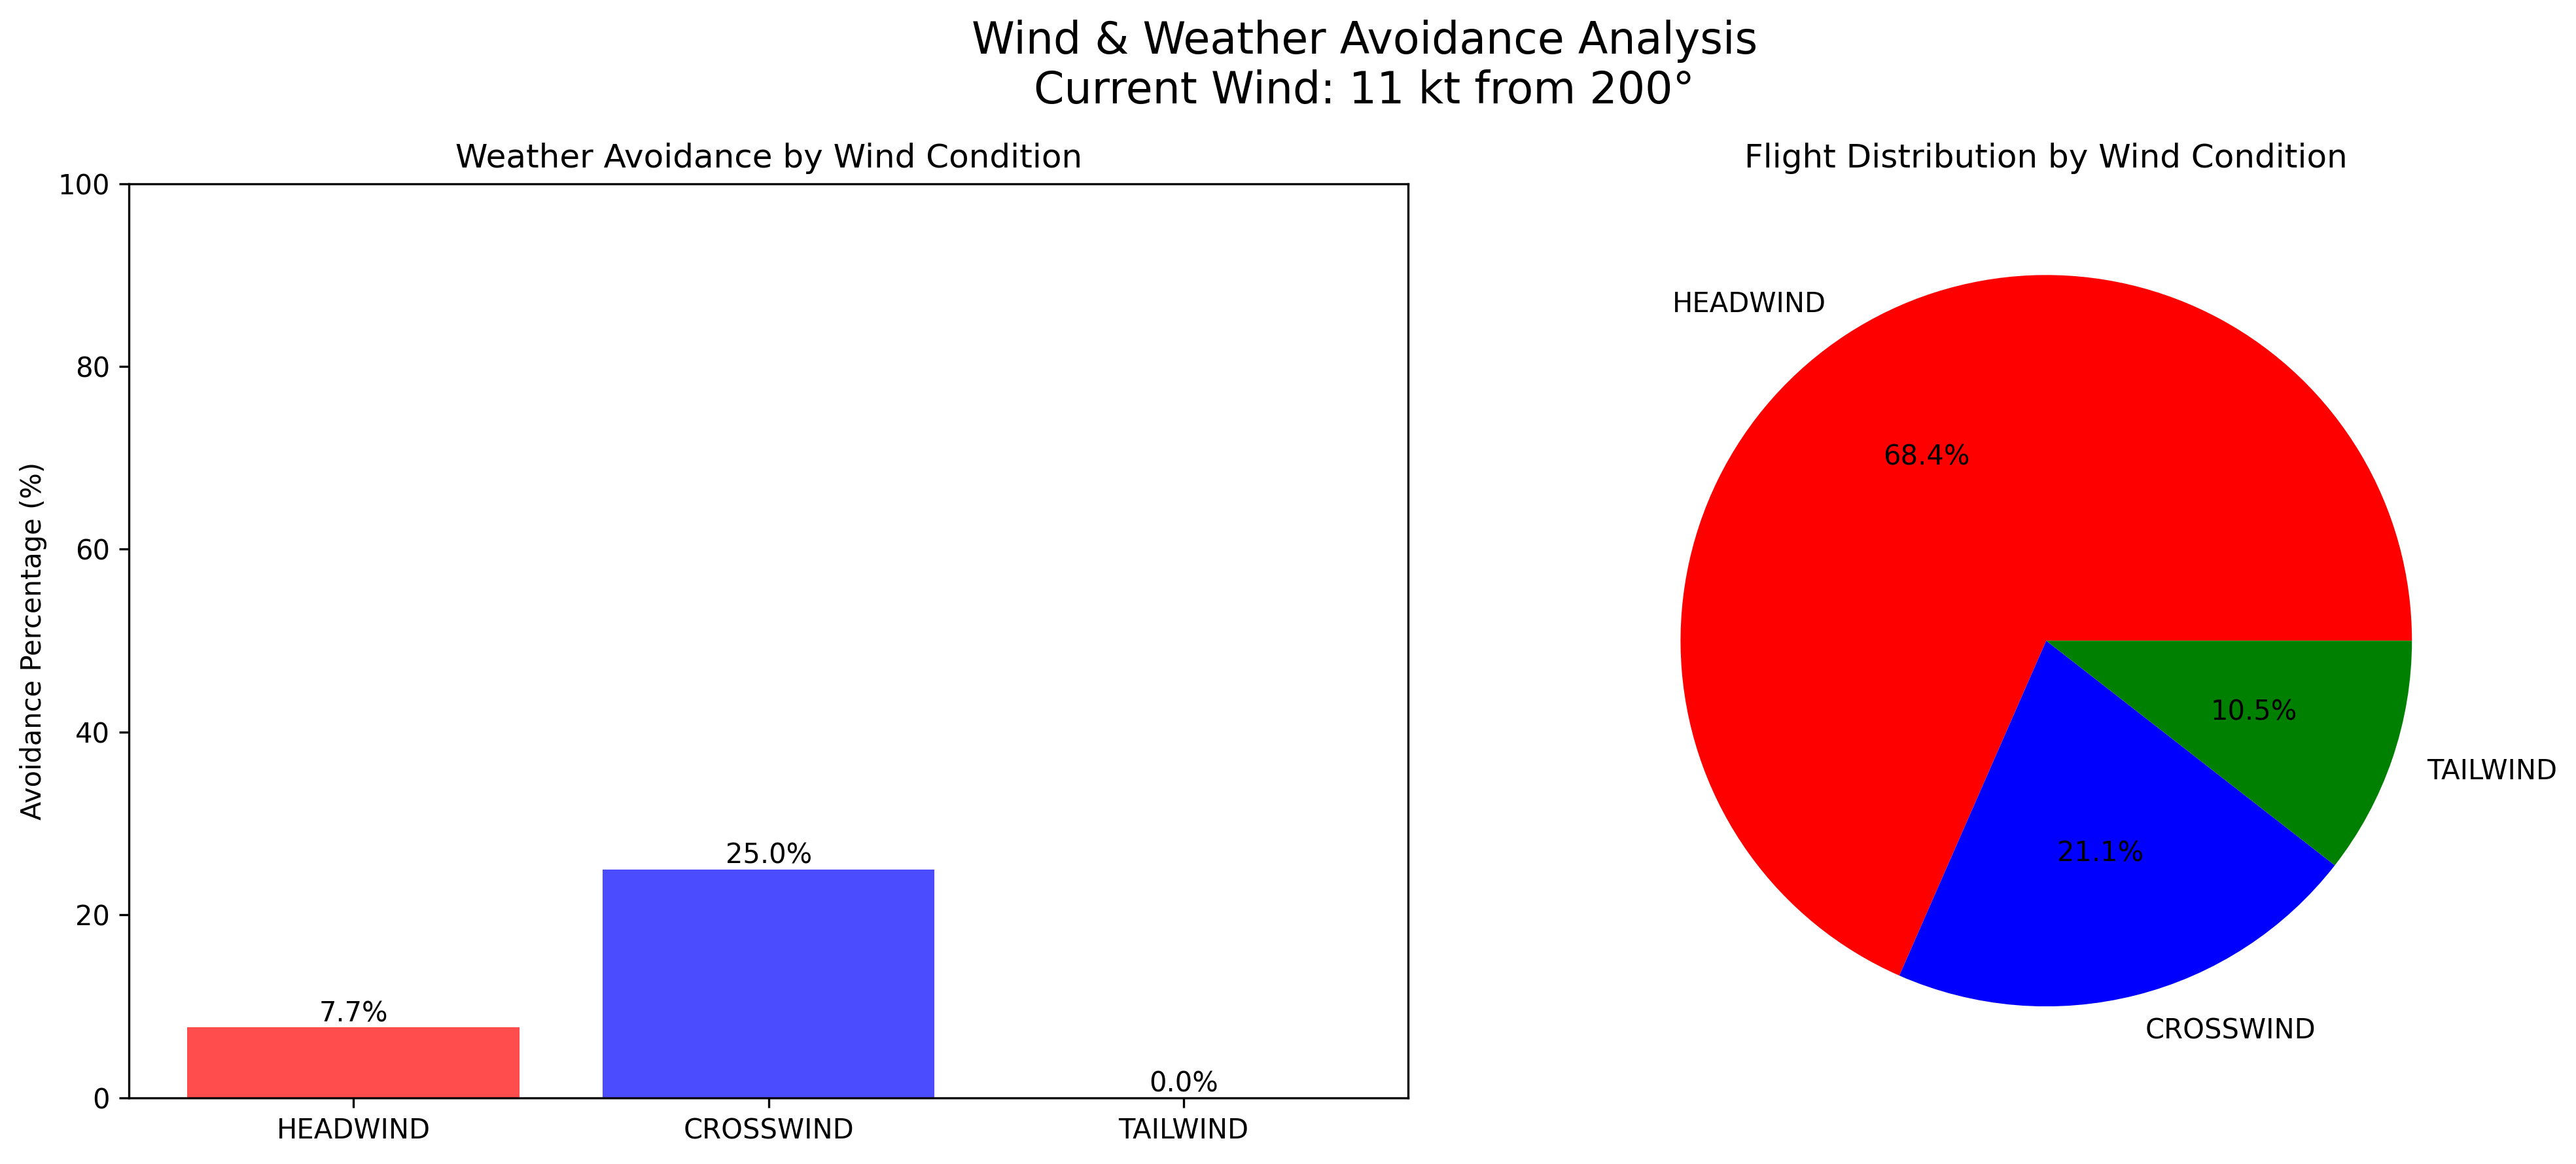 Wind & Weather Avoidance Analysis
Current Wind: 11 kt from 200°
Weather Avoidance by Wind Condition
Avoidance Percentage (%)
100
80
60
40
20
0
7.7%
25.0%
0.0%
HEADWIND
CROSSWIND
TAILWIND
Flight Distribution by Wind Condition
HEADWIND
68.4%
10.5%
TAILWIND
21.1%
CROSSWIND